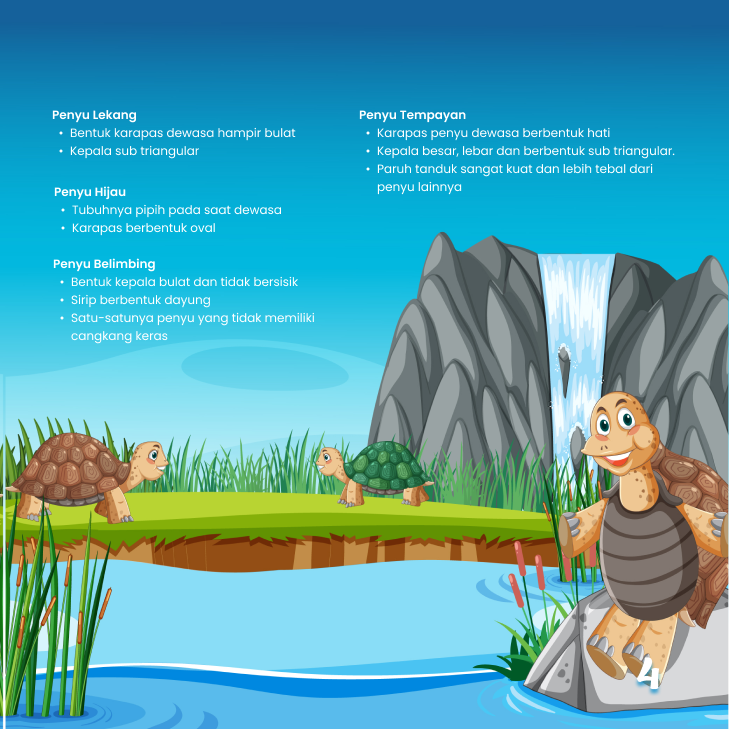 Penyu Lekang
• Bentuk karapas dewasa hampir bulat
• Kepala sub triangular
Penyu Hijau
• Tubuhnya pipih pada saat dewasa
• Karapas berbentuk oval
Penyu Belimbing
• Bentuk kepala bulat dan tidak bersisik
• Sirip berbentuk dayung
• Satu-satunya penyu yang tidak memiliki
cangkang keras
Penyu Tempayan
• Karapas penyu dewasa berbentuk hati
• Kepala besar, lebar dan berbentuk sub triangular.
• Paruh tanduk sangat kuat dan lebih tebal dari
penyu lainnya
4